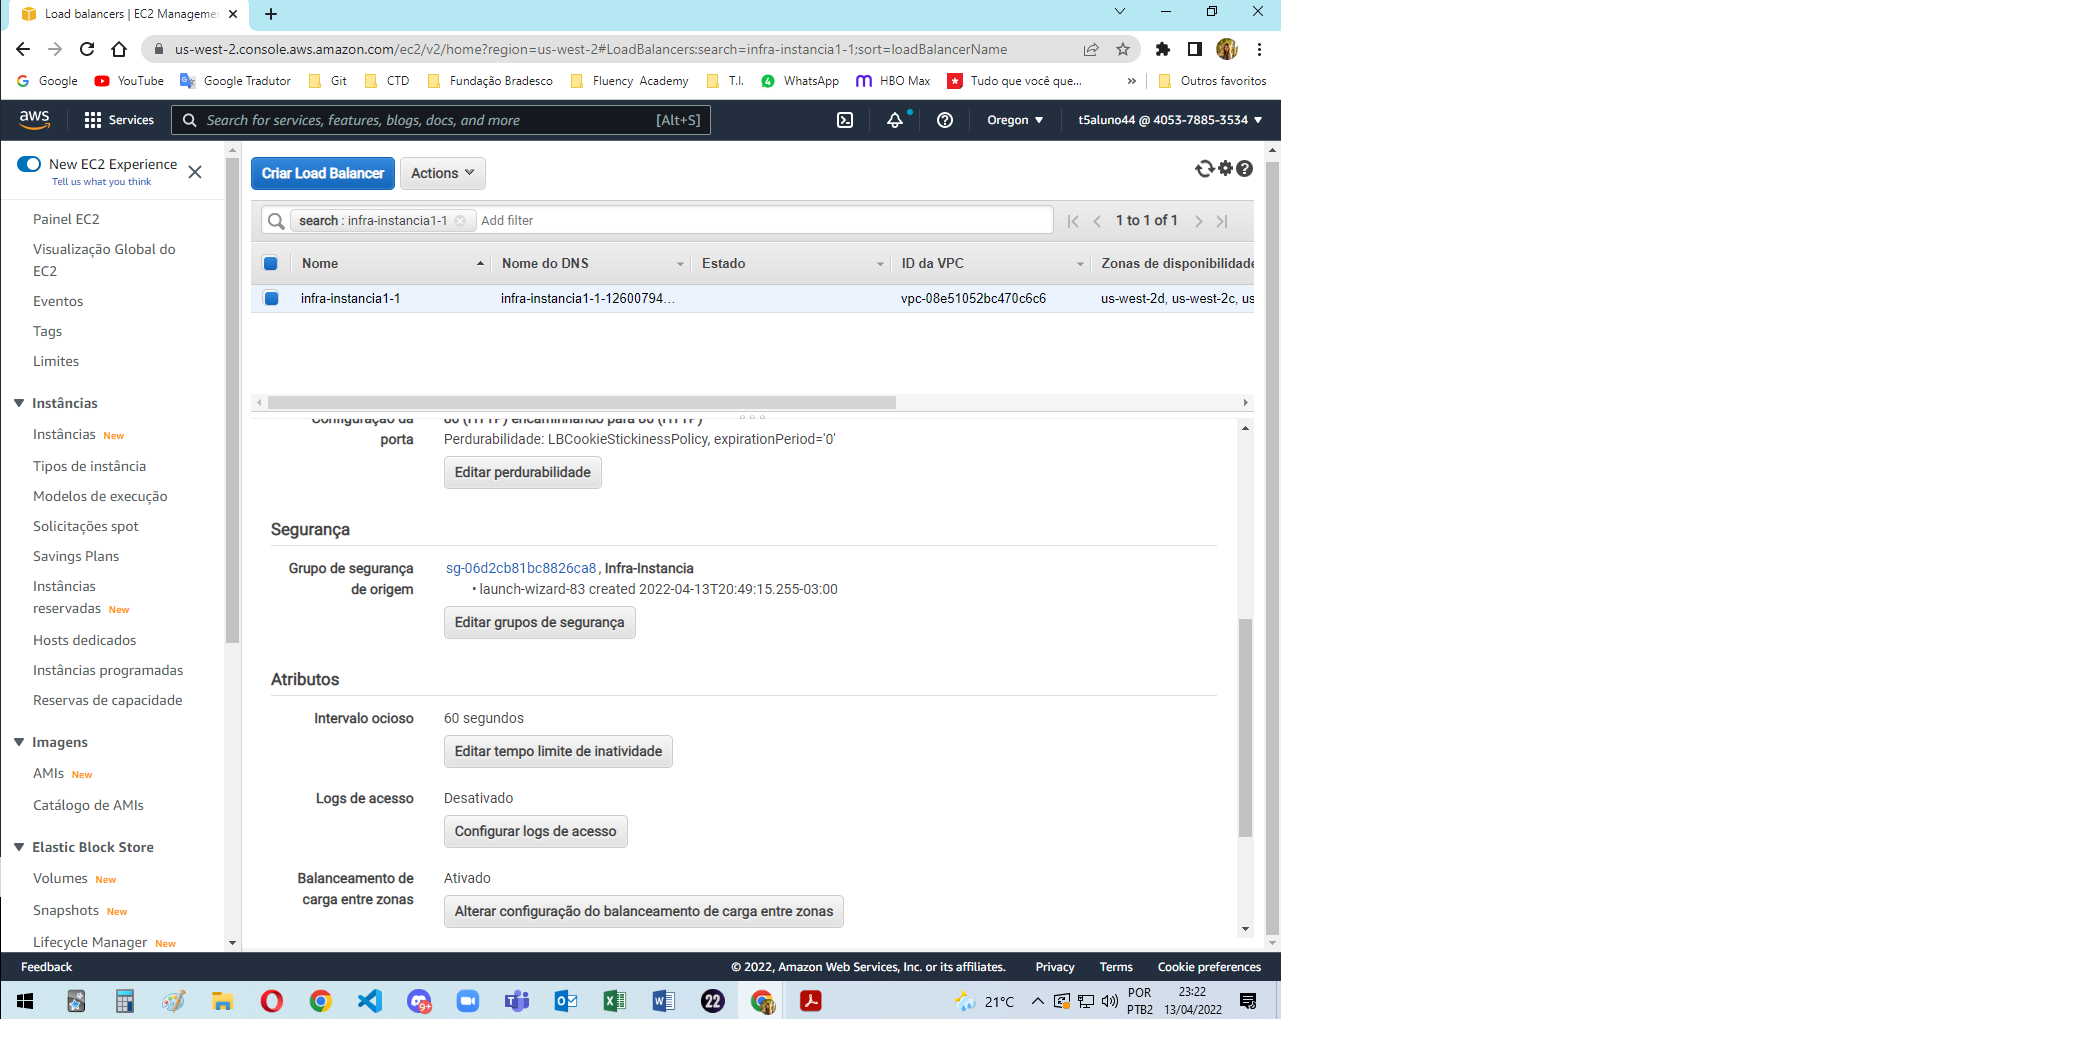 Load balancers | EC2 Manageme
us-west-2.console.aws.amazon.com/ec2/v2/home?region=us-west-2#LoadBalancers:search=infra-instancia1-1;sort=loadBalancerName
Google YouTube Google Tradutor Git CTD Fundação Bradesco Fluency Academy T.I. WhatsApp HBO Max Tudo que você que... » Outros favoritos
aws Services Search for services, features, blogs, docs, and more [Alt+S] Oregon t5aluno44 @ 4053-7885-3534
New EC2 Experience
Tell us what you think
Painel EC2
Visualização Global do
EC2
Eventos
Tags
Limites
Instâncias
Instâncias New
Tipos de instância
Modelos de execução
Solicitações spot
Savings Plans
Instâncias
reservadas New
Hosts dedicados
Instâncias programadas
Reservas de capacidade
Imagens
AMIs New
Catálogo de AMIs
Elastic Block Store
Volumes New
Snapshots New
Lifecycle Manager New
Criar Load Balancer Actions
search : infra-instancia1-1 Add filter 1 to 1 of 1
Nome Nome do DNS Estado ID da VPC Zonas de disponibilidade
infra-instancia1-1 infra-instancia1-1-12600794... vpc-08e51052bc470c6c6 us-west-2d, us-west-2c, us
Configuração da 80 (HTTP) encaminhando para 80 (HTTP)
porta Perdurabilidade: LBCookieStickinessPolicy, expirationPeriod='0'
Editar perdurabilidade
Segurança
Grupo de segurança sg-06d2cb81bc8826ca8, Infra-Instancia
de origem • launch-wizard-83 created 2022-04-13T20:49:15.255-03:00
Editar grupos de segurança
Atributos
Intervalo ocioso 60 segundos
Editar tempo limite de inatividade
Logs de acesso Desativado
Configurar logs de acesso
Balanceamento de Ativado
carga entre zonas
Alterar configuração do balanceamento de carga entre zonas
Feedback © 2022, Amazon Web Services, Inc. or its affiliates. Privacy Terms Cookie preferences
9+ 22 21°C POR 23:22
PTB2 13/04/2022